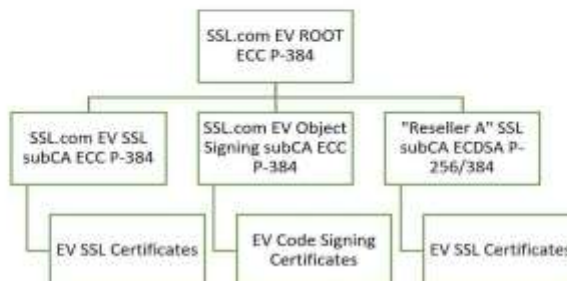 SSL.com EV ROOT
ECC P-384
SSL.com EV SSL
subCA ECC P-384
SSL.com EV Object
Signing subCA ECC
P-384
"Reseller A" SSL
subCA ECDSA P-
256/384
EV SSL Certificates
EV Code Signing
Certificates
EV SSL Certificates